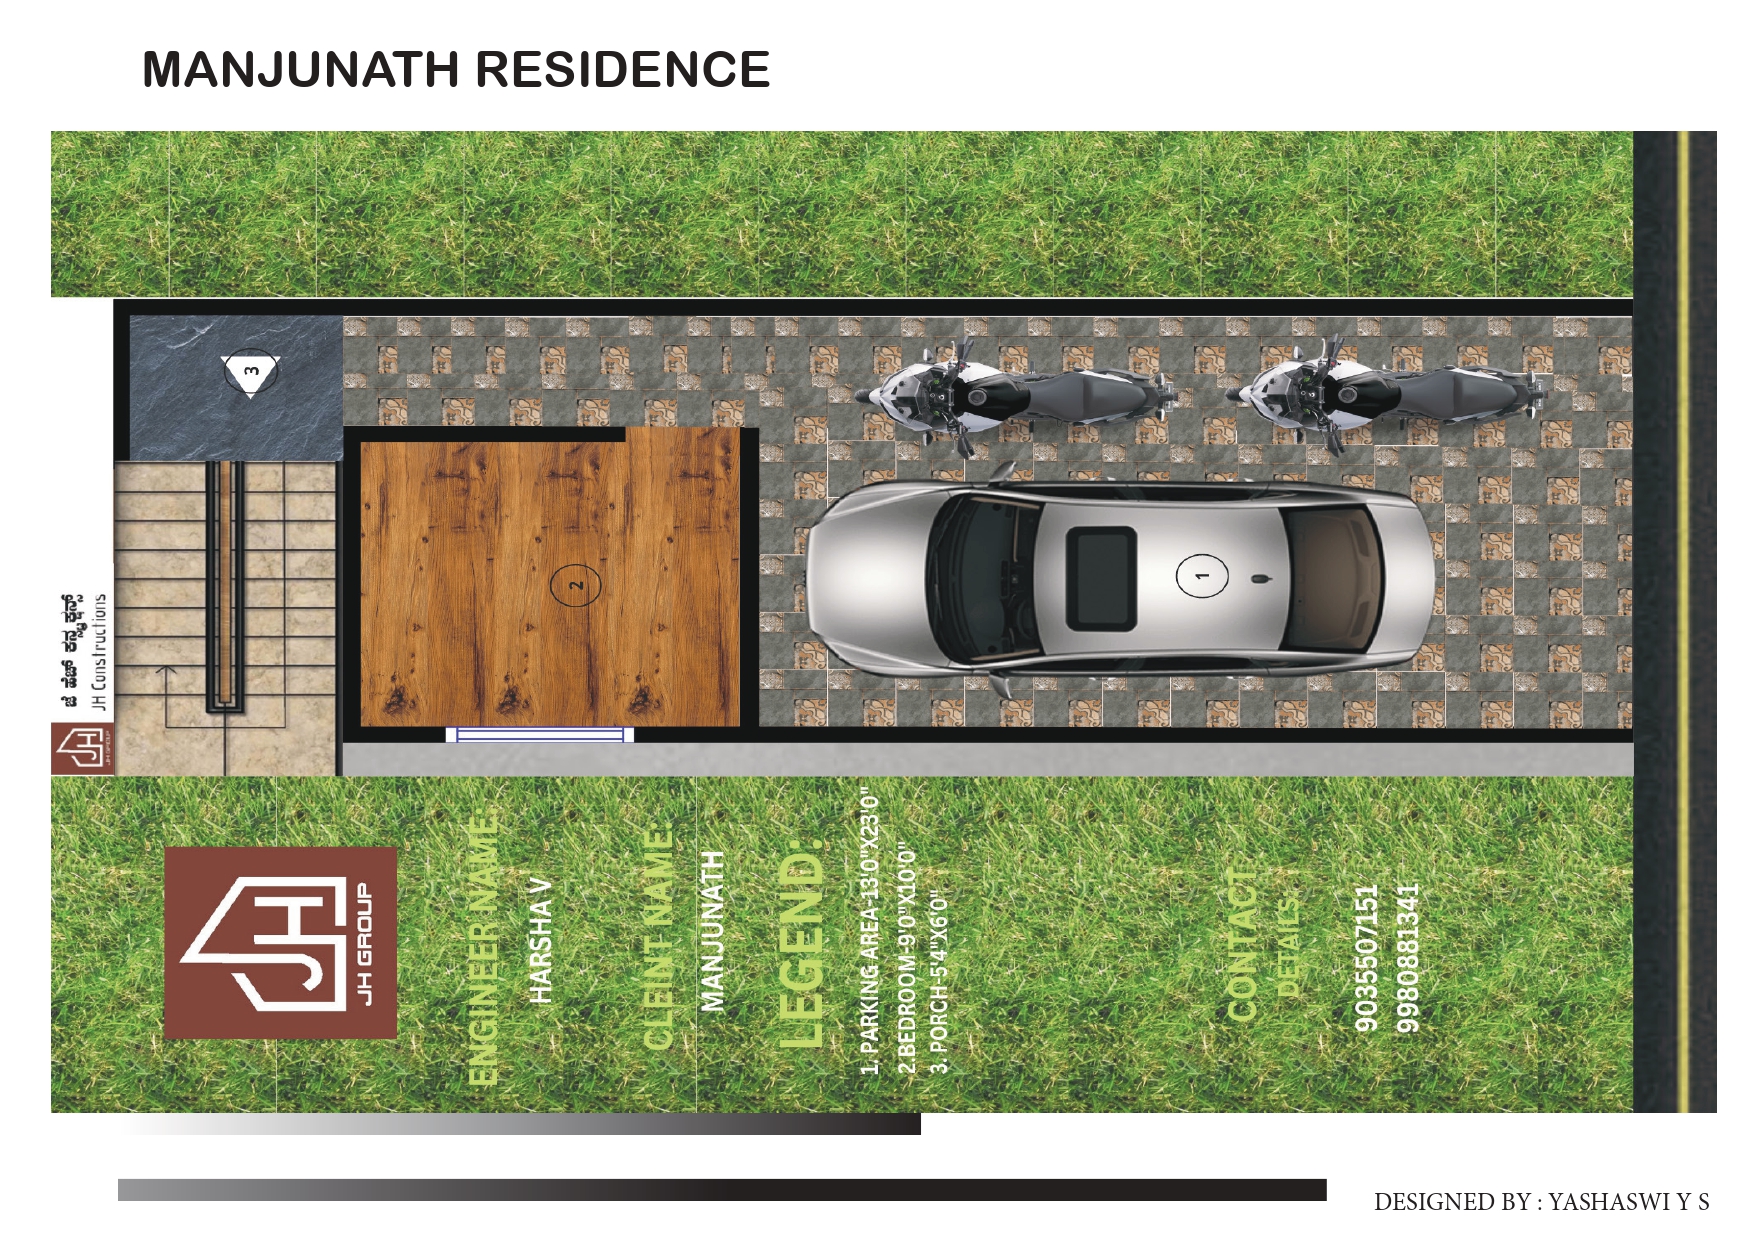 MANJUNATH RESIDENCE
3
2
1
ಜೆ ಹೆಚ್ ಕನ್ಸ್ಟ್ರಕ್ಷನ್ಸ್
JH Constructions
JH GROUP
JH GROUP
ENGINEER NAME:
HARSHA V
CLEINT NAME:
MANJUNATH
LEGEND:
1. PARKING AREA-13'0"X23'0"
2.BEDROOM-9'0"X10'0"
3. PORCH-5'4"X6'0"
CONTACT
DETAILS:
9035507151
9980881341
DESIGNED BY : YASHASWI Y S